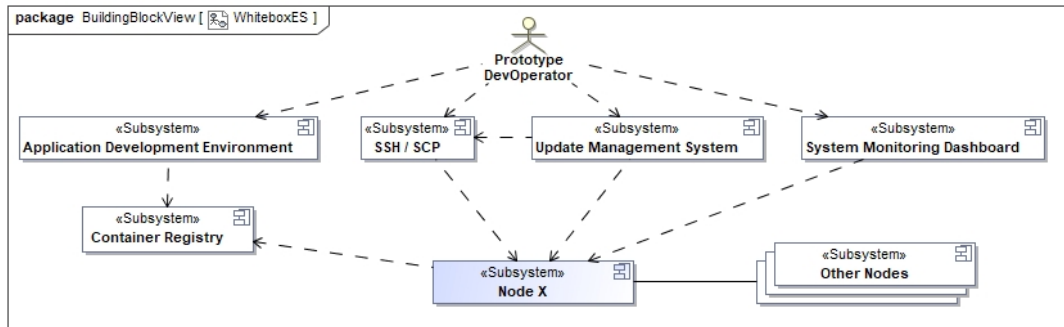 package BuildingBlockView [ WhiteboxES ]
Prototype
DevOperator
«Subsystem»
Application Development Environment
«Subsystem»
SSH / SCP
«Subsystem»
Update Management System
«Subsystem»
System Monitoring Dashboard
«Subsystem»
Container Registry
«Subsystem»
Node X
«Subsystem»
Other Nodes